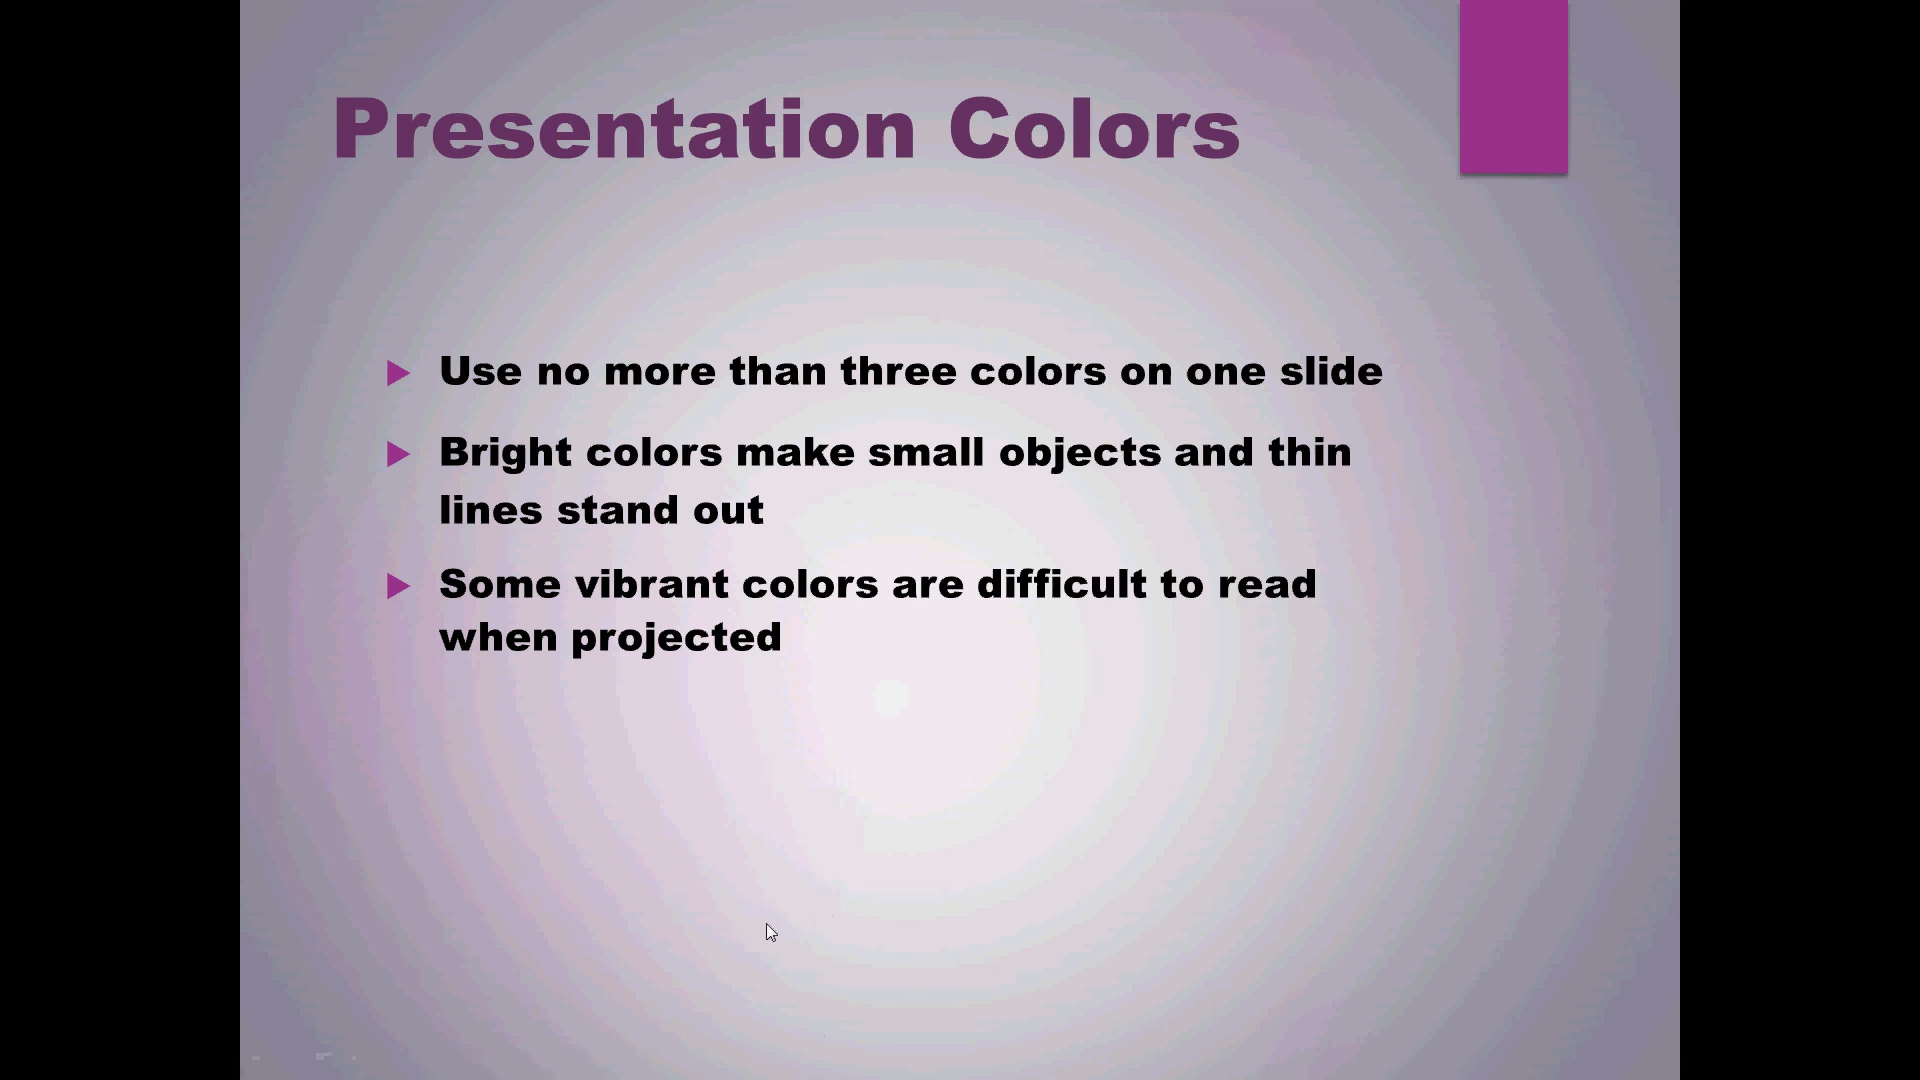 Presentation Colors
Use no more than three colors on one slide
Bright colors make small objects and thin
lines stand out
Some vibrant colors are difficult to read
when projected